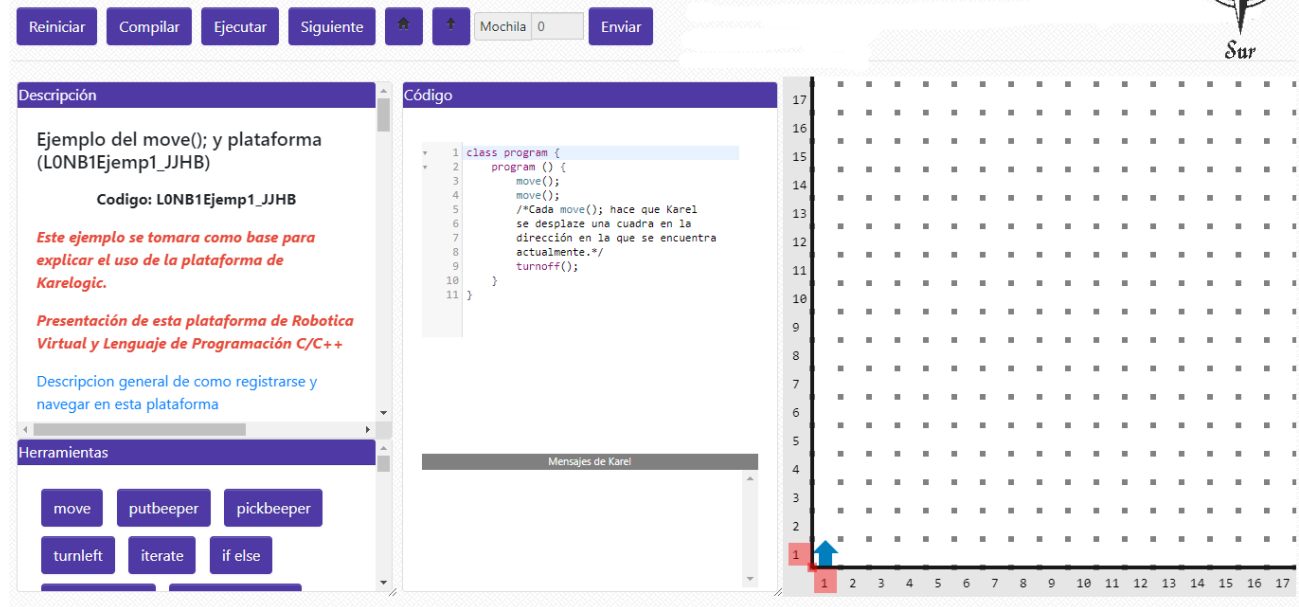 Reiniciar Compilar Ejecutar Siguiente Mochila 0 Enviar
Sur
Descripción
Ejemplo del move(); y plataforma
(L0NB1Ejemp1_JJHB)
Codigo: L0NB1Ejemp1_JJHB
Este ejemplo se tomara como base para
explicar el uso de la plataforma de
Karelogic.
Presentación de esta plataforma de Robotica
Virtual y Lenguaje de Programación C/C++
Descripcion general de como registrarse y
navegar en esta plataforma
Herramientas
move putbeeper pickbeeper
turnleft iterate if else
Código
1 class program {
2 program () {
3 move();
4 move();
5 /*Cada move(); hace que Karel
6 se desplaze una cuadra en la
7 dirección en la que se encuentra
8 actualmente.*/
9 turnoff();
10 }
11 }
Mensajes de Karel
17
16
15
14
13
12
11
10
9
8
7
6
5
4
3
2
1
1 2 3 4 5 6 7 8 9 10 11 12 13 14 15 16 17